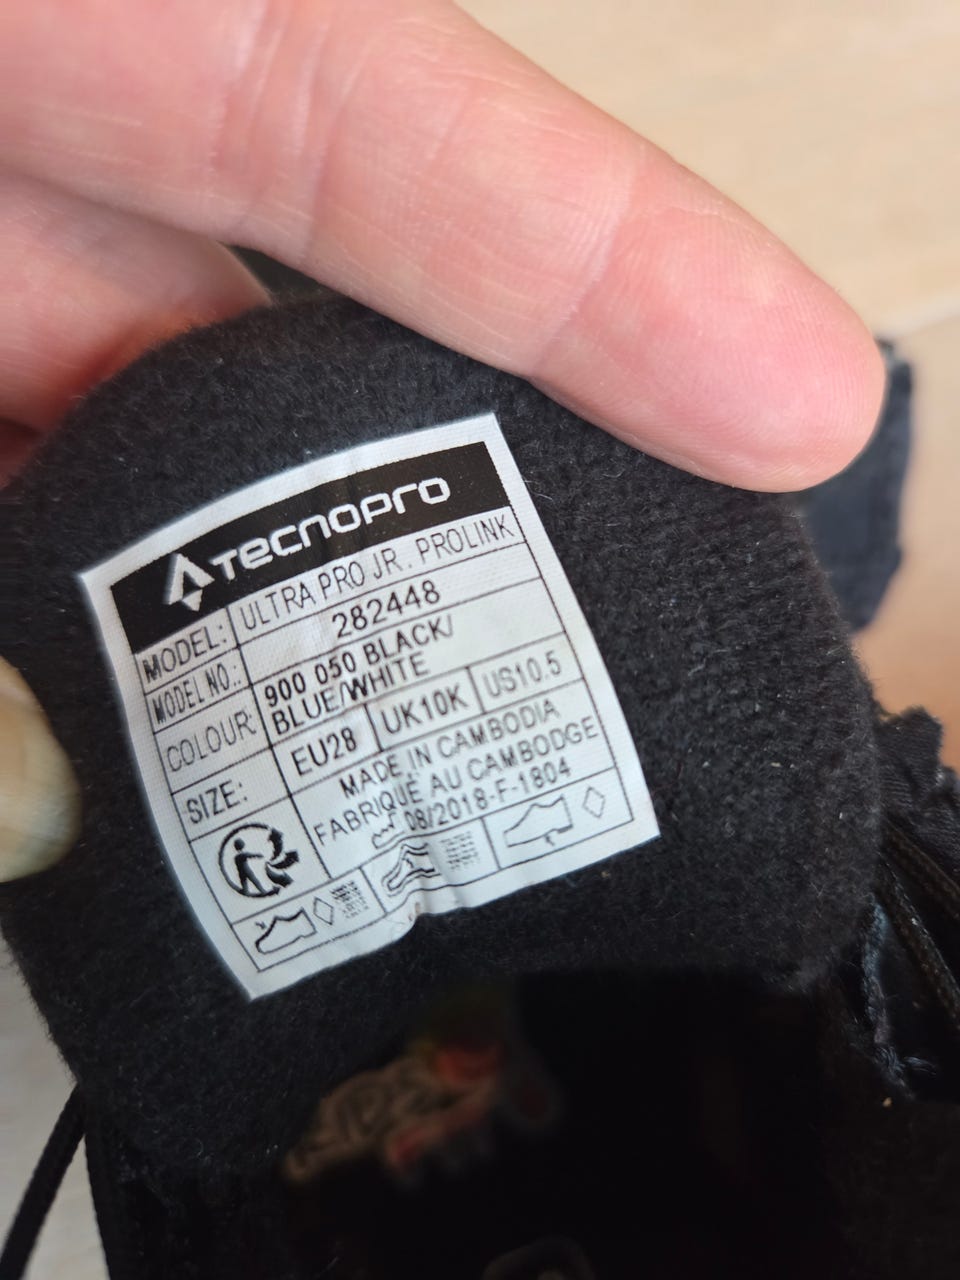 TECNOPRO
MODEL: ULTRA PRO JR. PROLINK
MODEL NO.: 282448
COLOUR: 900 050 BLACK/
BLUE/WHITE
SIZE: EU28 UK10K US10.5
MADE IN CAMBODIA
FABRIQUE AU CAMBODGE
08/2018-F-1804